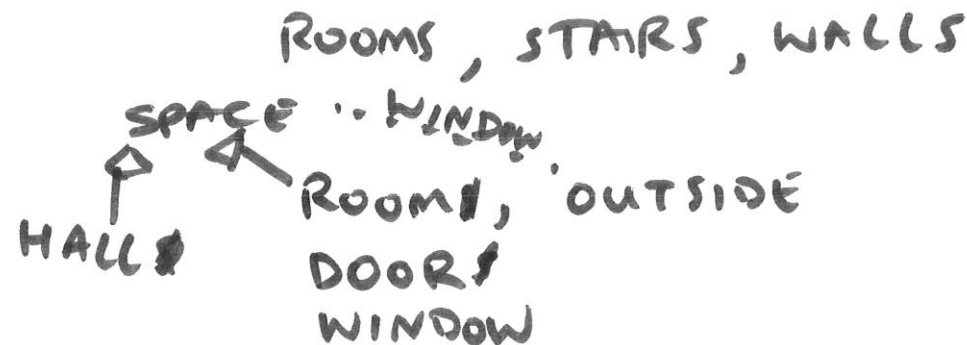 ROOMS, STAIRS, WALLS
SPACE .. WINDOW
ROOM, OUTSIDE
HALL
DOOR
WINDOW